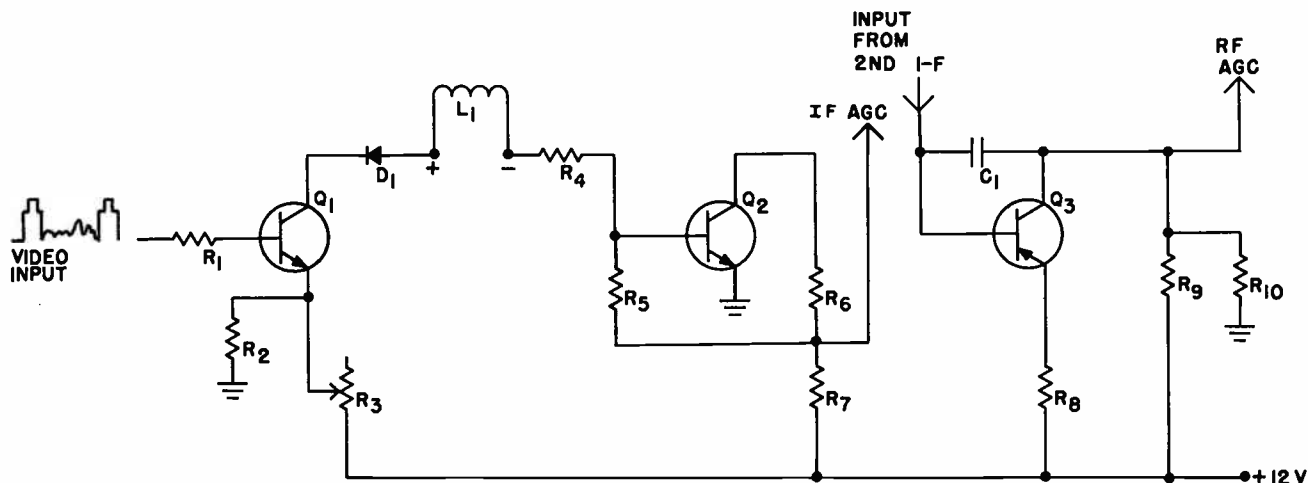 INPUT
FROM
2ND I-F
RF
AGC
IF AGC
L1
D1
+
-
R4
C1
Q1
Q2
Q3
VIDEO
INPUT
R1
R5
R6
R9
R10
R2
R3
R7
R8
+12V